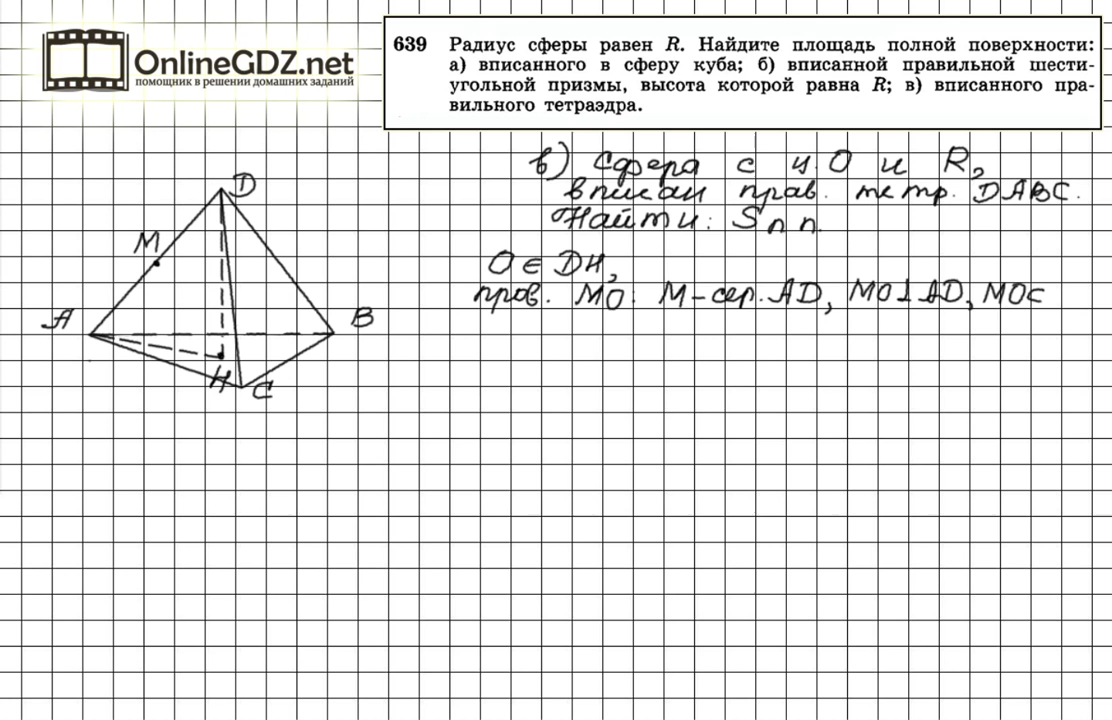 OnlineGDZ.net
помощник в решении домашних заданий
639 Радиус сферы равен R. Найдите площадь полной поверхности:
а) вписанного в сферу куба; б) вписанной правильной шести-
угольной призмы, высота которой равна R; в) вписанного пра-
вильного тетраэдра.
в) Сфера с ц. O и R,
вписан прав. тетр. DABC.
Найти: Sп п.
O ∈ DH,
пров. MO: M – сер. AD, MO⊥AD, MOC
D
M
A
B
H
C